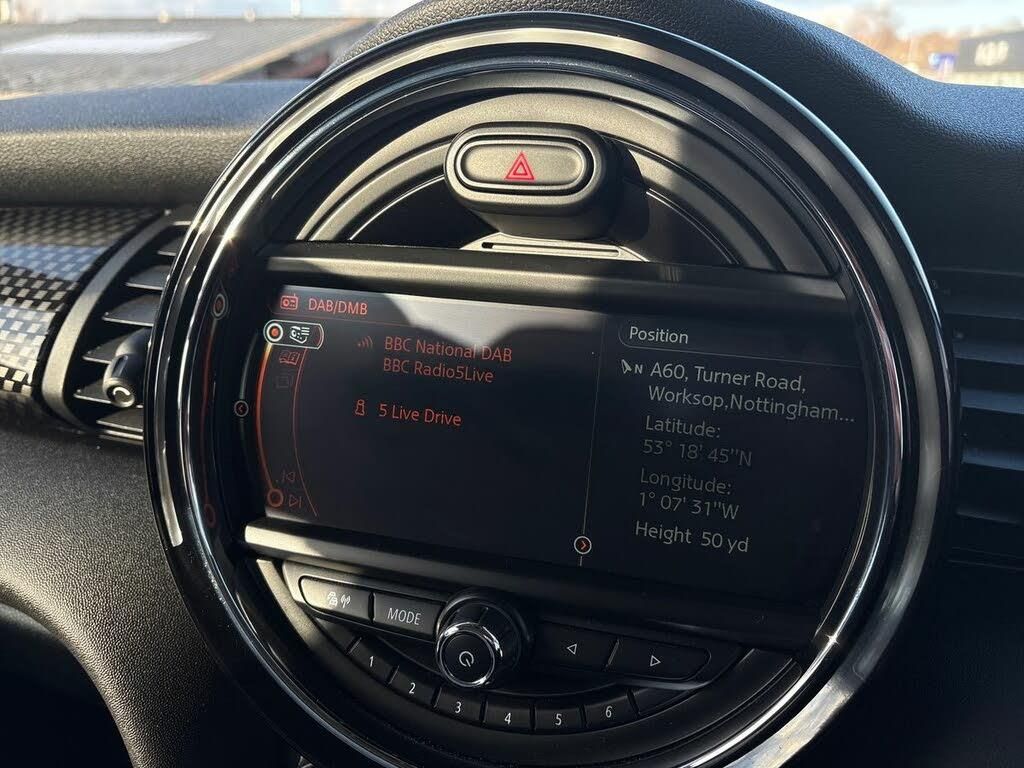 DAB/DMB
BBC National DAB
BBC Radio5Live
5 Live Drive
Position
N A60, Turner Road,
Worksop,Nottingham...
Latitude:
53° 18' 45"N
Longitude:
1° 07' 31"W
Height 50 yd
MODE
1
2
3
4
5
6